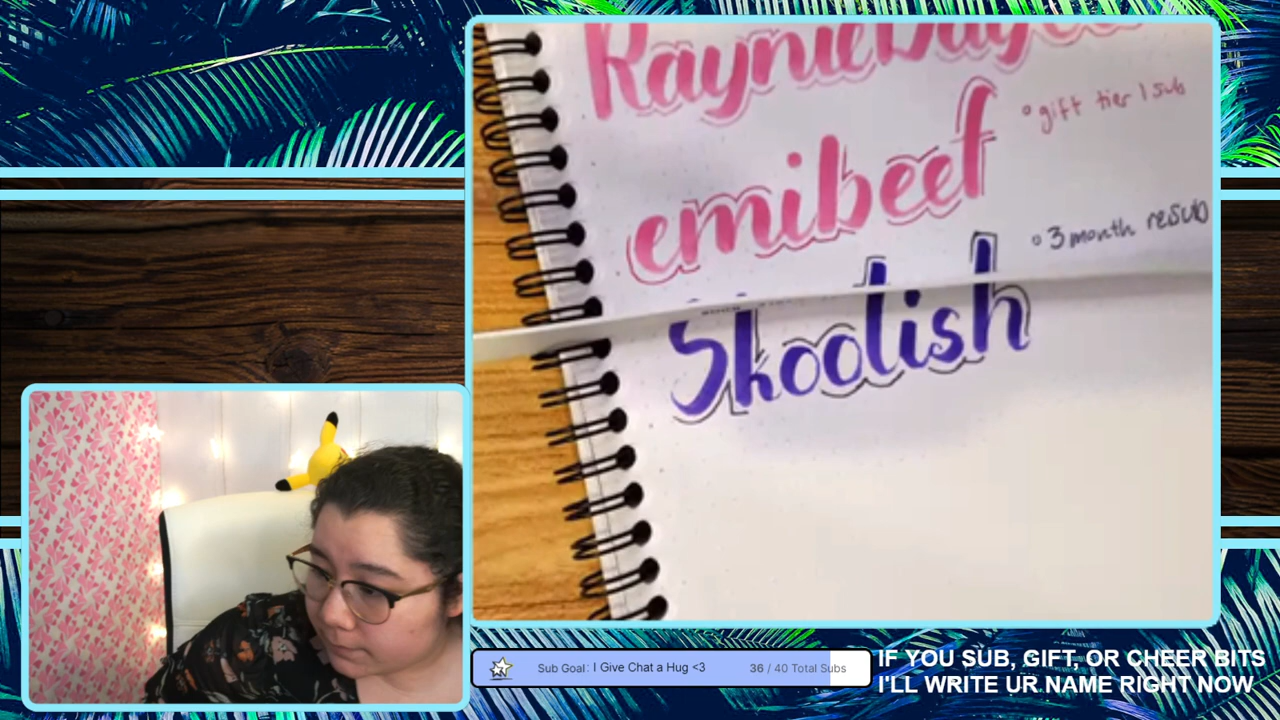 emibeef
◦ gift tier 1 sub
Skoolish
◦ 3 month resub
Sub Goal: I Give Chat a Hug <3
36 / 40 Total Subs
IF YOU SUB, GIFT, OR CHEER BITS
I'LL WRITE UR NAME RIGHT NOW